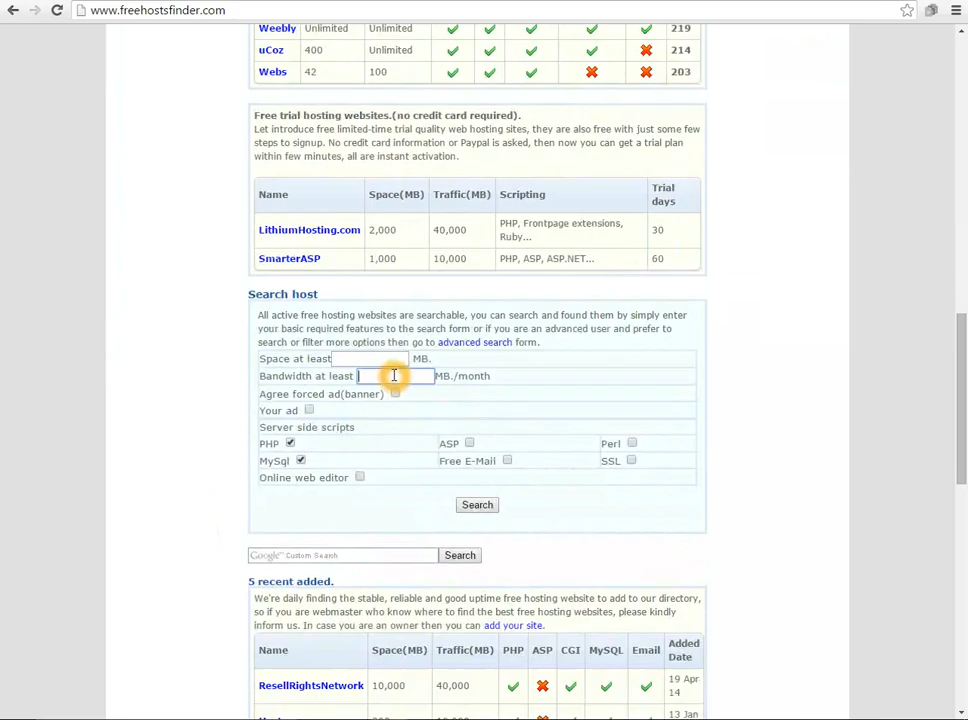 www.freehostsfinder.com
Weebly Unlimited Unlimited 219
uCoz 400 Unlimited 214
Webs 42 100 203
Free trial hosting websites.(no credit card required).
Let introduce free limited-time trial quality web hosting sites, they are also free with just some few
steps to signup. No credit card information or Paypal is asked, then now you can get a trial plan
within few minutes, all are instant activation.
Name Space(MB) Traffic(MB) Scripting Trial
days
LithiumHosting.com 2,000 40,000 PHP, Frontpage extensions,
Ruby... 30
SmarterASP 1,000 10,000 PHP, ASP, ASP.NET... 60
Search host
All active free hosting websites are searchable, you can search and found them by simply enter
your basic required features to the search form or if you are an advanced user and prefer to
search or filter more options then go to advanced search form.
Space at least MB.
Bandwidth at least MB./month
Agree forced ad(banner)
Your ad
Server side scripts
PHP ASP Perl
MySql Free E-Mail SSL
Online web editor
Search
Google™ Custom Search Search
5 recent added.
We're daily finding the stable, reliable and good uptime free hosting website to add to our directory,
so if you are webmaster who know where to find the best free hosting websites, please kindly
inform us. In case you are an owner then you can add your site.
Name Space(MB) Traffic(MB) PHP ASP CGI MySQL Email Added
Date
ResellRightsNetwork 10,000 40,000 19 Apr
14
13 Jan